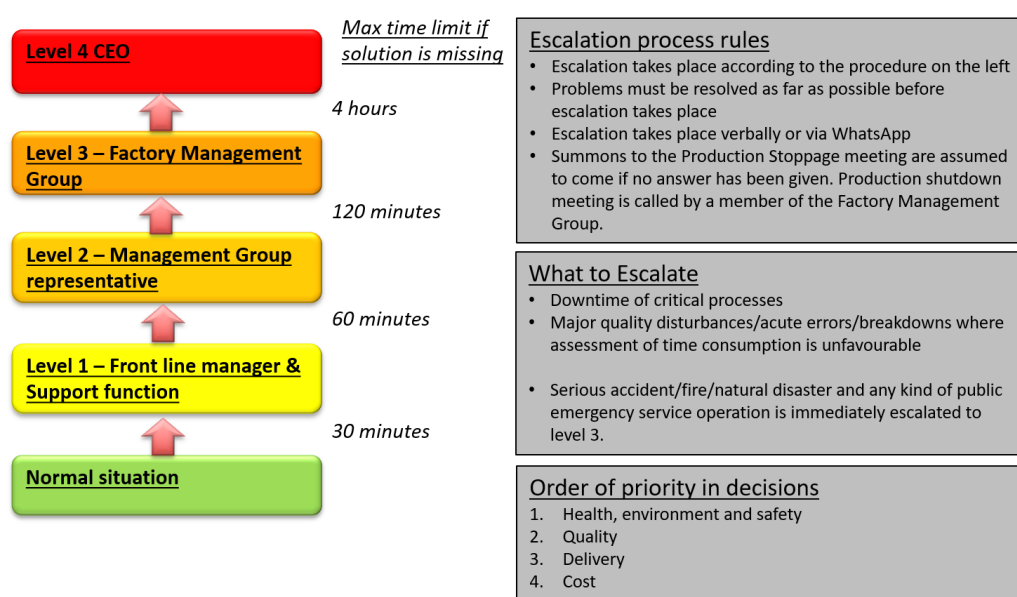 Max time limit if
solution is missing
Level 4 CEO
4 hours
Level 3 – Factory Management
Group
120 minutes
Level 2 – Management Group
representative
60 minutes
Level 1 – Front line manager &
Support function
30 minutes
Normal situation
Escalation process rules
• Escalation takes place according to the procedure on the left
• Problems must be resolved as far as possible before
escalation takes place
• Escalation takes place verbally or via WhatsApp
• Summons to the Production Stoppage meeting are assumed
to come if no answer has been given. Production shutdown
meeting is called by a member of the Factory Management
Group.
What to Escalate
• Downtime of critical processes
• Major quality disturbances/acute errors/breakdowns where
assessment of time consumption is unfavourable
• Serious accident/fire/natural disaster and any kind of public
emergency service operation is immediately escalated to
level 3.
Order of priority in decisions
1. Health, environment and safety
2. Quality
3. Delivery
4. Cost